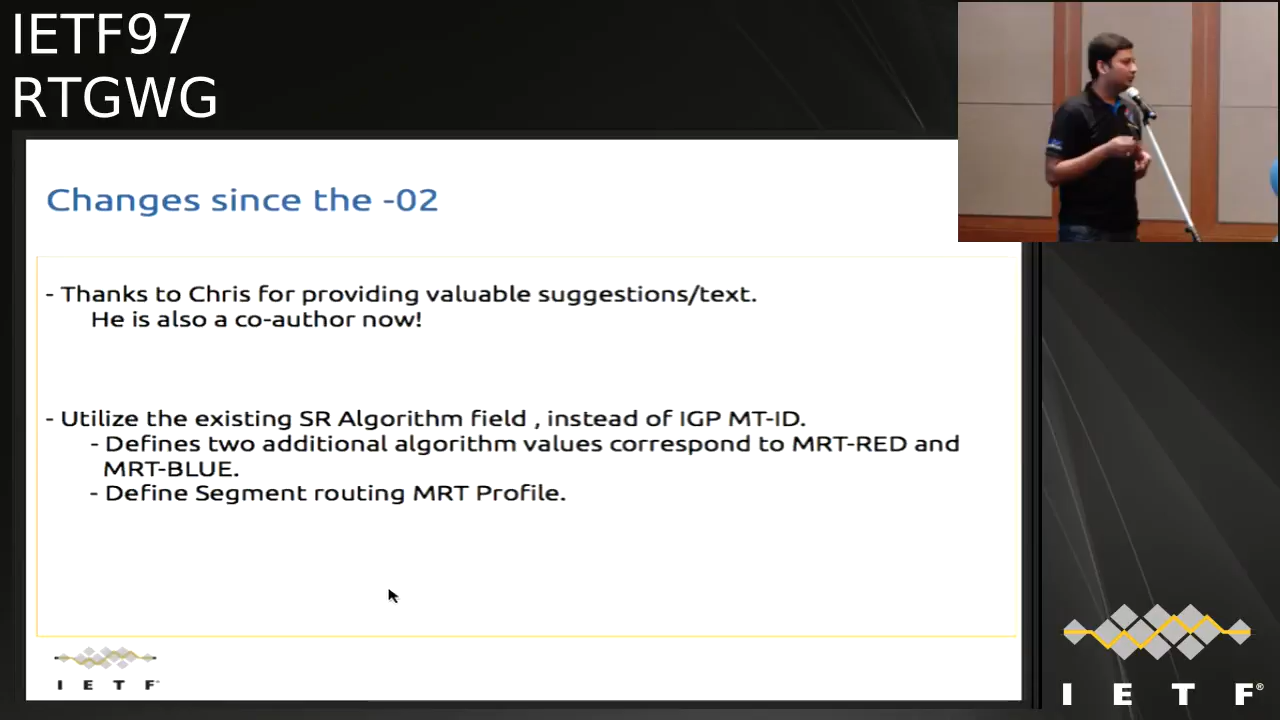 IETF97
RTGWG
Changes since the -02
- Thanks to Chris for providing valuable suggestions/text.
He is also a co-author now!
- Utilize the existing SR Algorithm field , instead of IGP MT-ID.
- Defines two additional algorithm values correspond to MRT-RED and
MRT-BLUE.
- Define Segment routing MRT Profile.
I E T F®
I E T F®